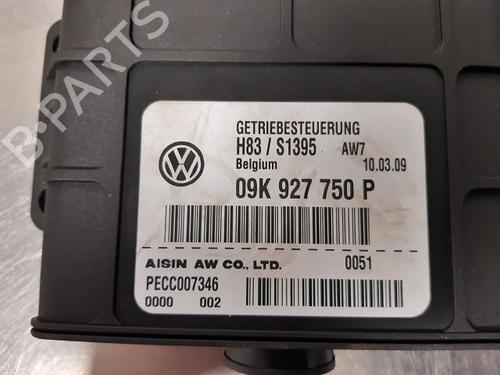 B-PARTS
GETRIEBESTEUERUNG
H83 / S1395 AW7
Belgium 10.03.09
09K 927 750 P
AISIN AW CO., LTD. 0051
PECC007346
0000 002